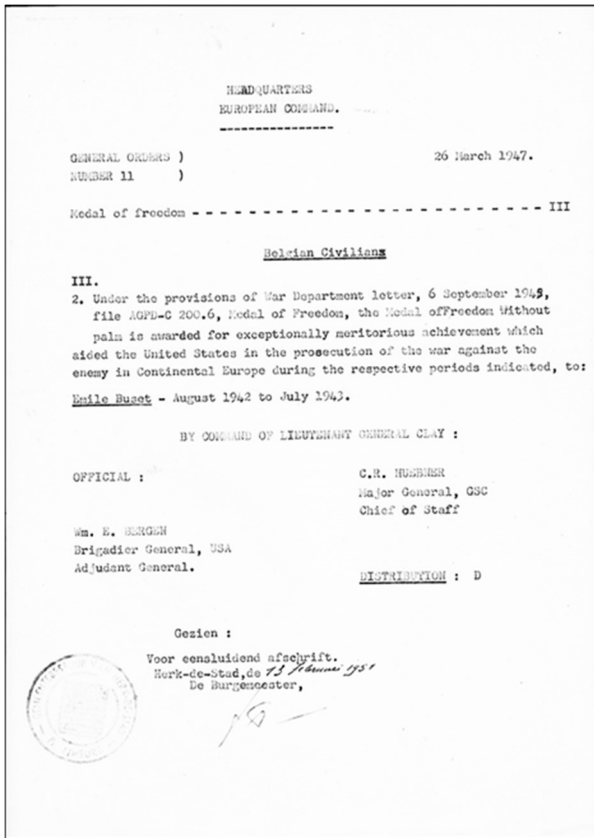 HEADQUARTERS
EUROPEAN COMMAND.
GENERAL ORDERS ) 26 March 1947.
NUMBER 11 )
Medal of freedom - - - - - - - - - - - - - - - - - - - - - - - - - - III
Belgian Civilians
III.
2. Under the provisions of War Department letter, 6 September 1945,
file AGPD-C 200.6, Medal of Freedom, the Medal ofFreedom Without
palm is awarded for exceptionally meritorious achievement which
aided the United States in the prosecution of the war against the
enemy in Continental Europe during the respective periods indicated, to:
Emile Buset - August 1942 to July 1943.
BY COMMAND OF LIEUTENANT GENERAL CLAY :
OFFICIAL :
C.R. HUEBNER
Major General, GSC
Chief of Staff
Wm. E. BERGEN
Brigadier General, USA
Adjudant General.
DISTRIBUTION : D
Gezien :
Voor eensluidend afschrift.
Herk-de-Stad,de 13 februari 1951
De Burgemeester,